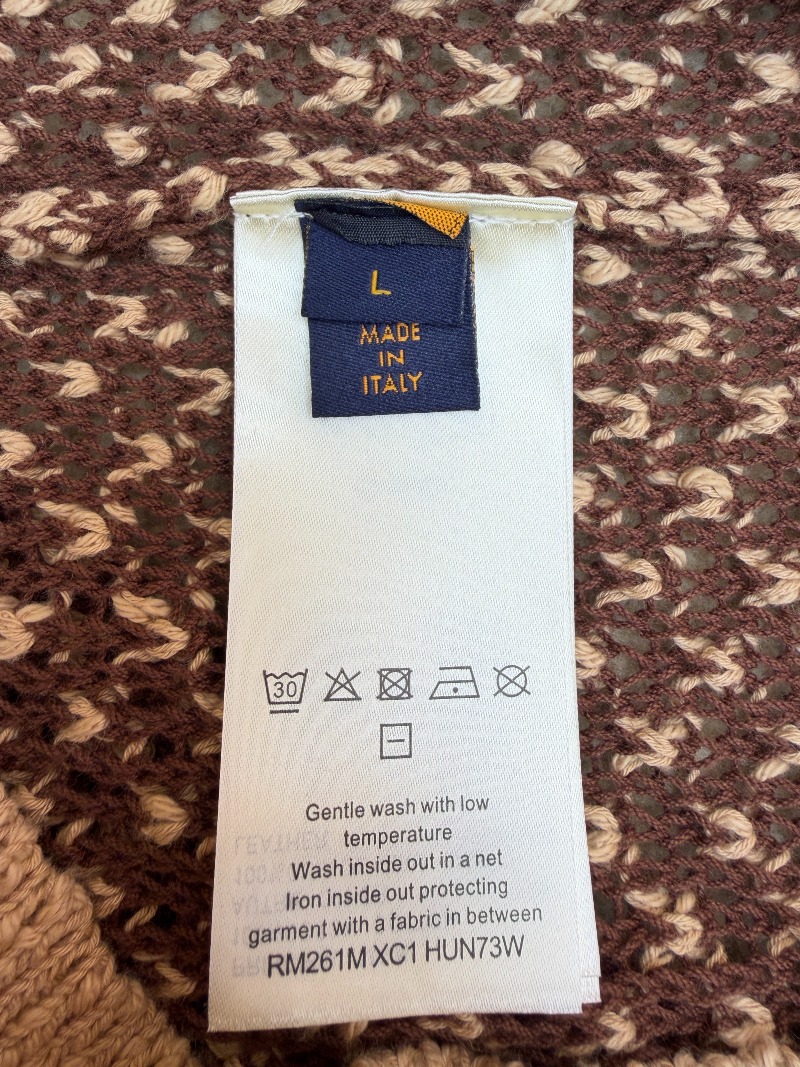 L
MADE
IN
ITALY
30
Gentle wash with low
temperature
Wash inside out in a net
Iron inside out protecting
garment with a fabric in between
RM261M XC1 HUN73W